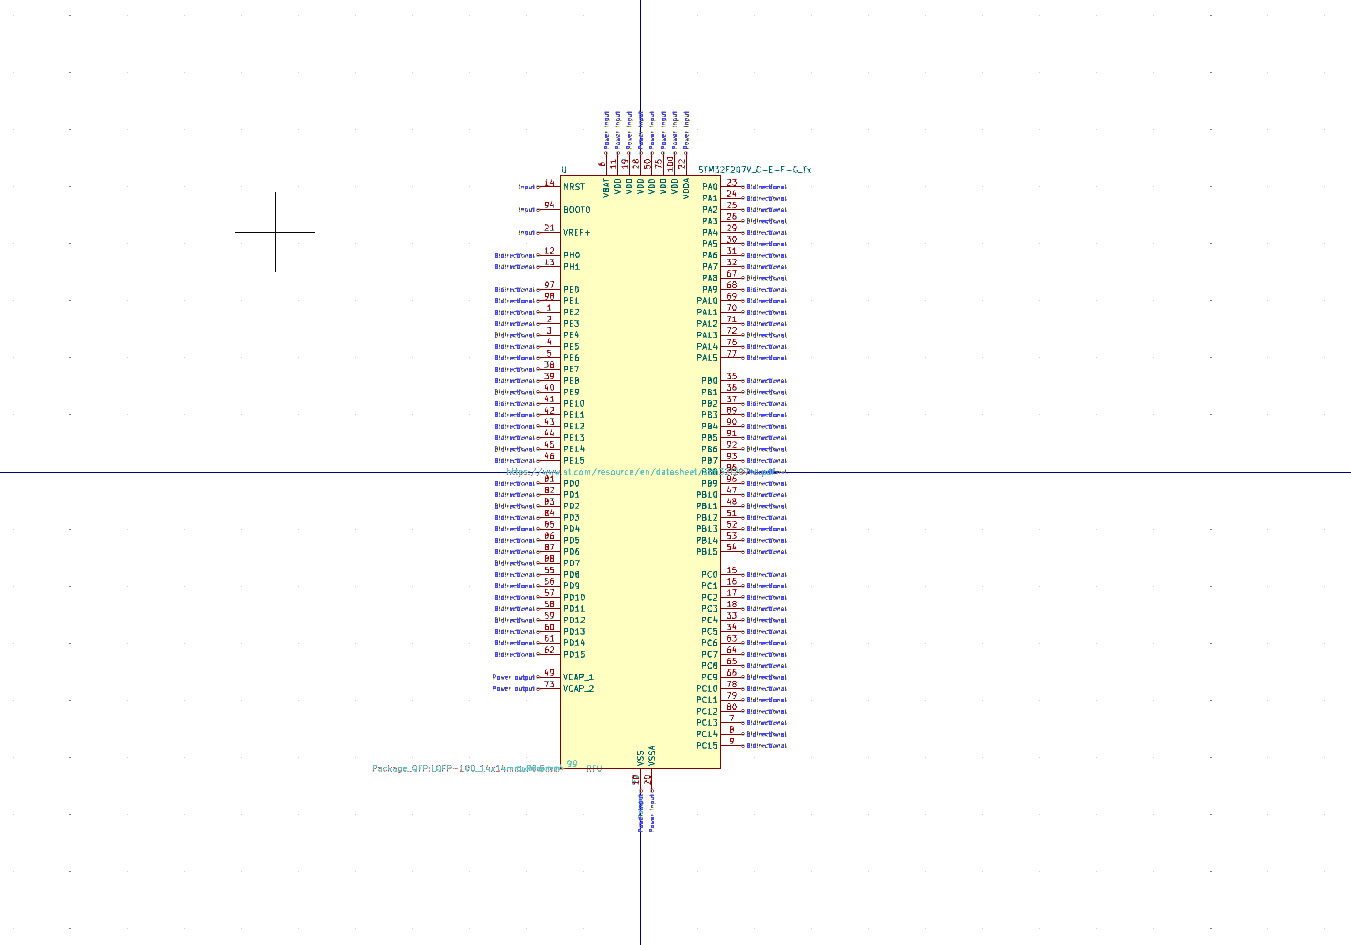 Power input Power input Power input Power input Power input Power input Power input Power input
6 11 19 28 50 75 100 22
VBAT VDD VDD VDD VDD VDD VDD VDDA
U STM32F207V_C-E-F-G_Tx
Input 14 NRST PA0 23 Bidirectional
PA1 24 Bidirectional
Input 94 BOOT0 PA2 25 Bidirectional
PA3 26 Bidirectional
Input 21 VREF+ PA4 29 Bidirectional
PA5 30 Bidirectional
Bidirectional 12 PH0 PA6 31 Bidirectional
Bidirectional 13 PH1 PA7 32 Bidirectional
PA8 67 Bidirectional
Bidirectional 97 PE0 PA9 68 Bidirectional
Bidirectional 98 PE1 PA10 69 Bidirectional
Bidirectional 1 PE2 PA11 70 Bidirectional
Bidirectional 2 PE3 PA12 71 Bidirectional
Bidirectional 3 PE4 PA13 72 Bidirectional
Bidirectional 4 PE5 PA14 76 Bidirectional
Bidirectional 5 PE6 PA15 77 Bidirectional
Bidirectional 38 PE7
Bidirectional 39 PE8 PB0 35 Bidirectional
Bidirectional 40 PE9 PB1 36 Bidirectional
Bidirectional 41 PE10 PB2 37 Bidirectional
Bidirectional 42 PE11 PB3 89 Bidirectional
Bidirectional 43 PE12 PB4 90 Bidirectional
Bidirectional 44 PE13 PB5 91 Bidirectional
Bidirectional 45 PE14 PB6 92 Bidirectional
Bidirectional 46 PE15 PB7 93 Bidirectional
https://www.st.com/resource/en/datasheet/ PB8 95
Bidirectional 81 PD0 PB9 96 Bidirectional
Bidirectional 82 PD1 PB10 47 Bidirectional
Bidirectional 83 PD2 PB11 48 Bidirectional
Bidirectional 84 PD3 PB12 51 Bidirectional
Bidirectional 85 PD4 PB13 52 Bidirectional
Bidirectional 86 PD5 PB14 53 Bidirectional
Bidirectional 87 PD6 PB15 54 Bidirectional
Bidirectional 88 PD7
Bidirectional 55 PD8 PC0 15 Bidirectional
Bidirectional 56 PD9 PC1 16 Bidirectional
Bidirectional 57 PD10 PC2 17 Bidirectional
Bidirectional 58 PD11 PC3 18 Bidirectional
Bidirectional 59 PD12 PC4 33 Bidirectional
Bidirectional 60 PD13 PC5 34 Bidirectional
Bidirectional 61 PD14 PC6 63 Bidirectional
Bidirectional 62 PD15 PC7 64 Bidirectional
PC8 65 Bidirectional
Power output 49 VCAP_1 PC9 66 Bidirectional
Power output 73 VCAP_2 PC10 78 Bidirectional
PC11 79 Bidirectional
PC12 80 Bidirectional
PC13 7 Bidirectional
PC14 8 Bidirectional
PC15 9 Bidirectional
VSS VSSA
Package_QFP:LQFP-100_14x14mm 99 RFU
10 20
Power input Power input